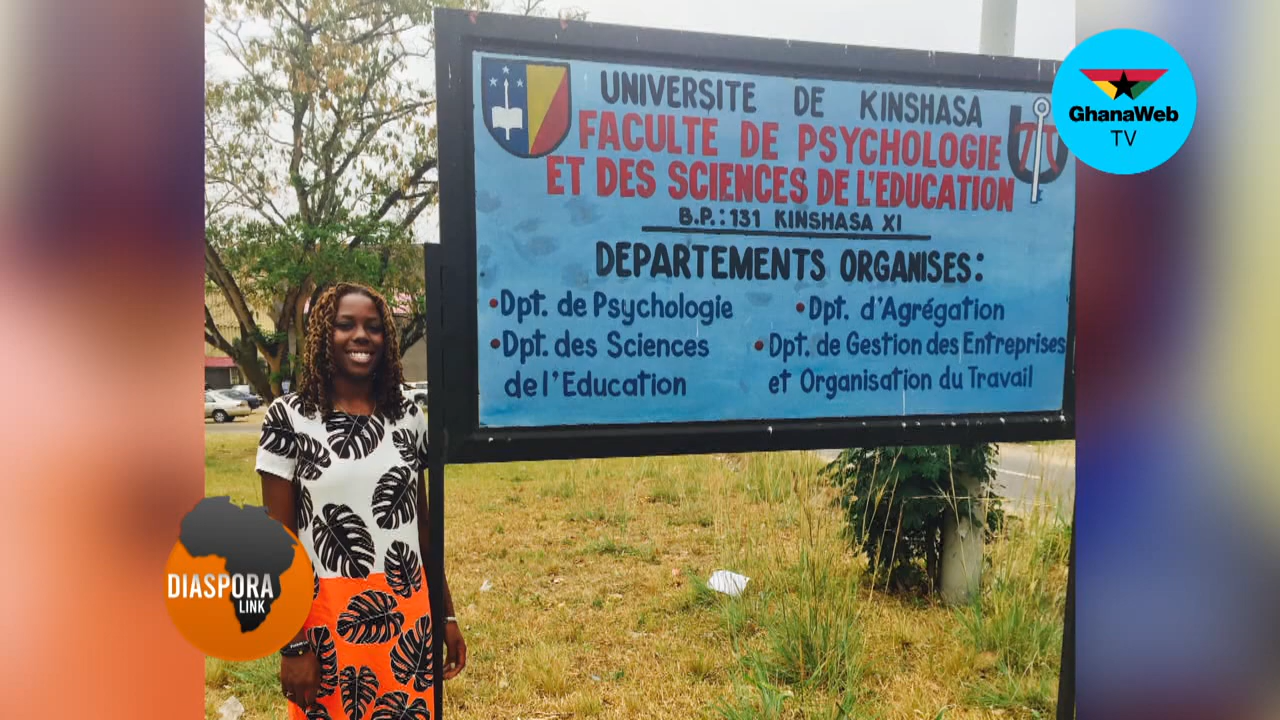 UNIVERSITE DE KINSHASA
FACULTE DE PSYCHOLOGIE
ET DES SCIENCES DE L'EDUCATION
B.P.: 131 KINSHASA XI
DEPARTEMENTS ORGANISES:
•Dpt. de Psychologie
•Dpt. des Sciences
de l'Education
•Dpt. d'Agrégation
•Dpt. de Gestion des Entreprises
et Organisation du Travail
GhanaWeb
TV
DIASPORA
LINK